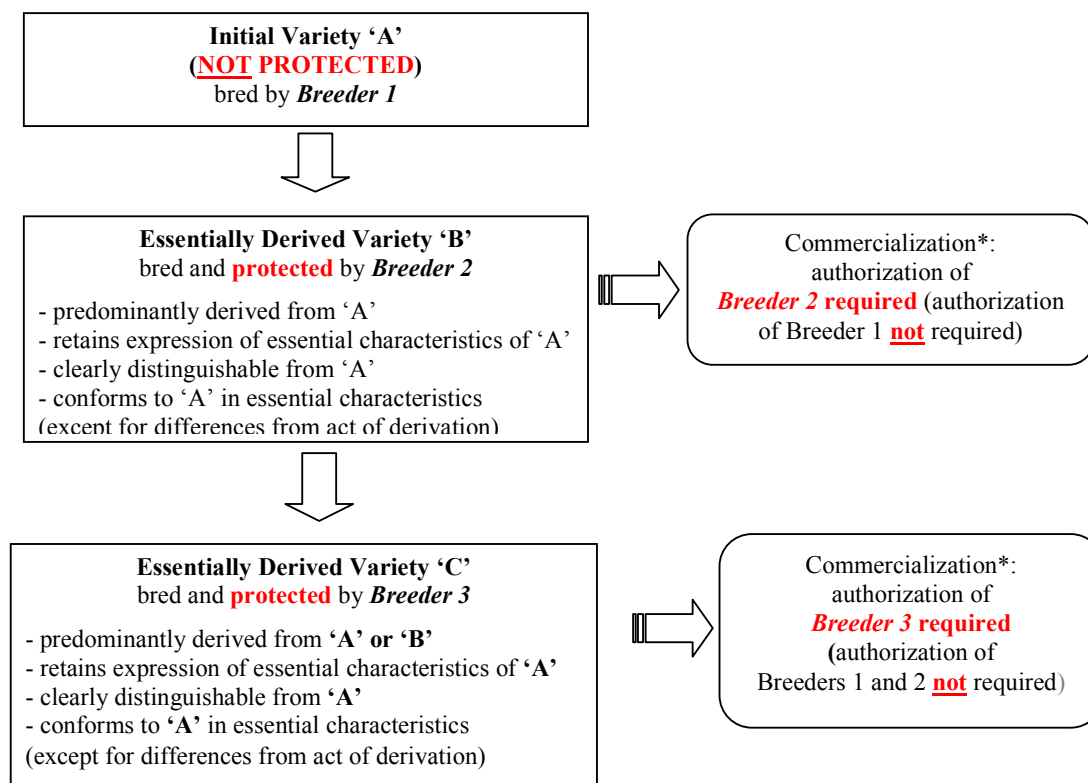 Initial Variety ‘A’
(NOT PROTECTED)
bred by Breeder 1
Essentially Derived Variety ‘B’
bred and protected by Breeder 2
- predominantly derived from ‘A’
- retains expression of essential characteristics of ‘A’
- clearly distinguishable from ‘A’
- conforms to ‘A’ in essential characteristics
(except for differences from act of derivation)
Commercialization*:
authorization of
Breeder 2 required (authorization
of Breeder 1 not required)
Essentially Derived Variety ‘C’
bred and protected by Breeder 3
- predominantly derived from ‘A’ or ‘B’
- retains expression of essential characteristics of ‘A’
- clearly distinguishable from ‘A’
- conforms to ‘A’ in essential characteristics
(except for differences from act of derivation)
Commercialization*:
authorization of
Breeder 3 required
(authorization of
Breeders 1 and 2 not required)